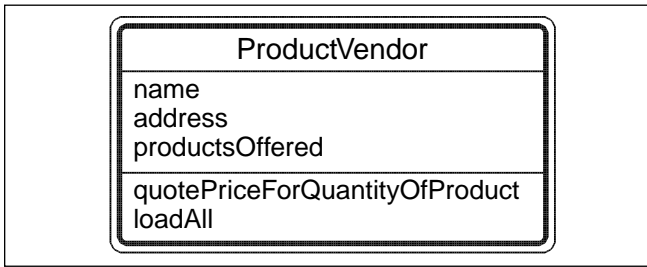 ProductVendor
name
address
productsOffered
quotePriceForQuantityOfProduct
loadAll